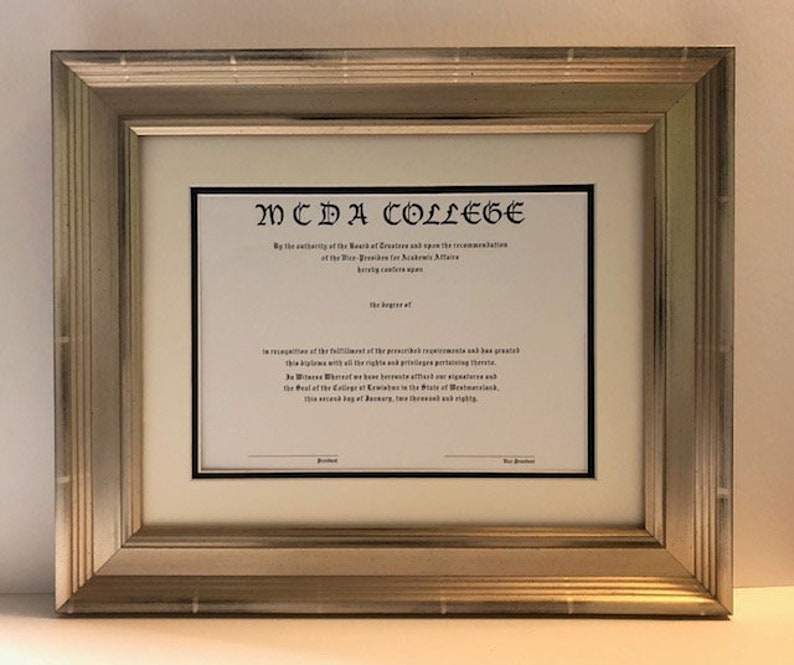 M C D A COLLEGE
By the authority of the Board of Trustees and upon the recommendation
of the Vice-Presiden for Academic Affairs
hereby confers upon
the degree of
in recognition of the fulfillment of the prescribed requirements and has granted
this diploma with all the rights and privileges pertaining thereto.
In Witness Whereof we have hereunto affixed our signatures and
the Seal of the College at Lewishun in the State of Westmoreland,
this second day of January, two thousand and eighty.
President
Vice-President